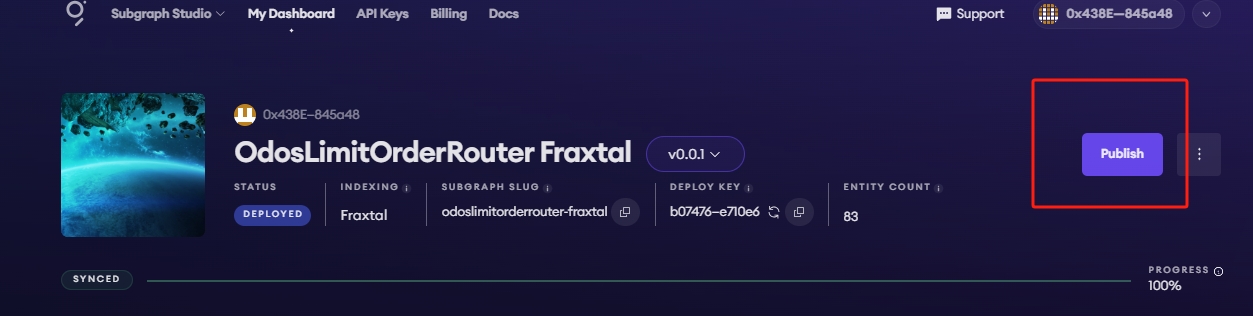 Subgraph Studio My Dashboard API Keys Billing Docs Support 0x438E—845a48
0x438E—845a48
OdosLimitOrderRouter Fraxtal v0.0.1
Publish
STATUS INDEXING SUBGRAPH SLUG DEPLOY KEY ENTITY COUNT
DEPLOYED Fraxtal odoslimitorderrouter-fraxtal b07476—e710e6 83
SYNCED
PROGRESS
100%